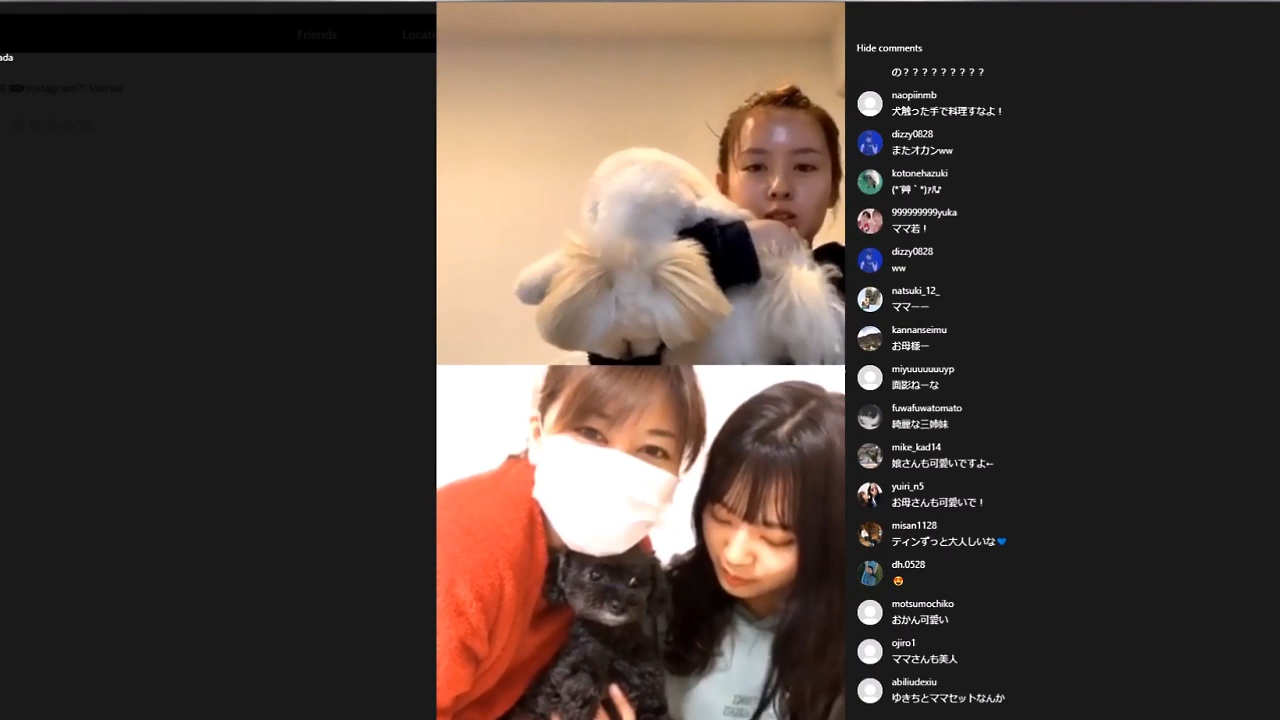 Friends
Locati
ada
Instagram Stories
Hide comments
の？？？？？？？？？
naopiinmb
犬触った手で料理すなよ！
dizzy0828
またオカンww
kotonehazuki
999999999yuka
ママ若！
dizzy0828
ww
natsuki_12_
ママーー
kannanseimu
お母様ー
miyuuuuuuuyp
面影ねーな
fuwafuwatomato
綺麗な三姉妹
mike_kad14
娘さんも可愛いですよ←
yuiri_n5
お母さんも可愛いで！
misan1128
ティンずっと大人しいな💙
dh.0528
😍
motsumochiko
おかん可愛い
ojiro1
ママさんも美人
abiliudexiu
ゆきちとママセットなんか